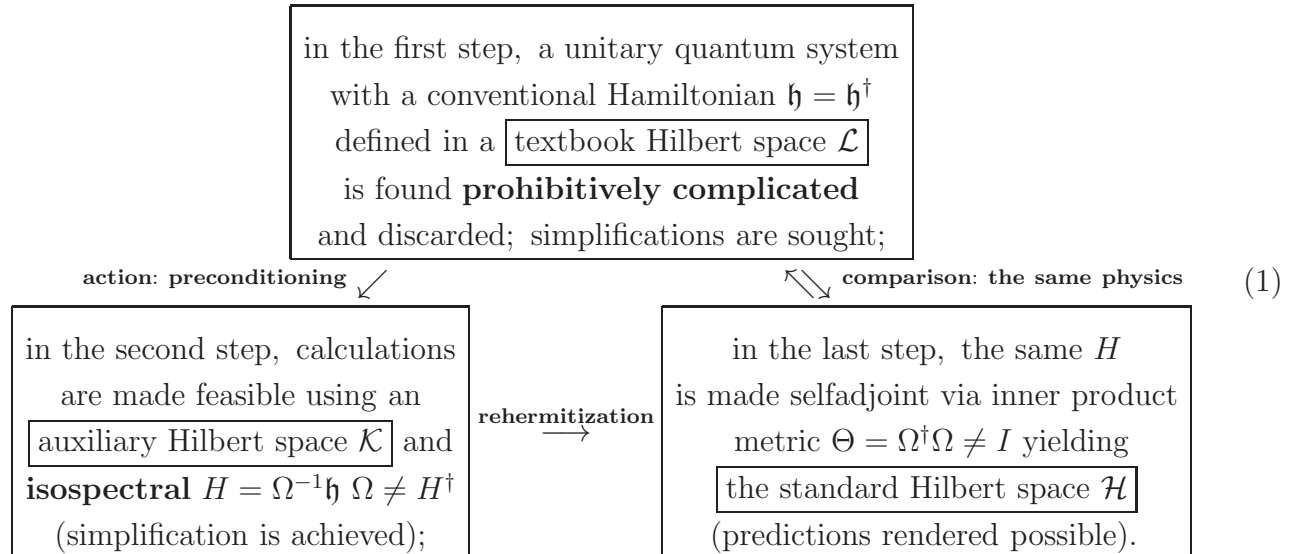 in the first step, a unitary quantum system
with a conventional Hamiltonian 𝔥 = 𝔥†
defined in a textbook Hilbert space 𝓛
is found prohibitively complicated
and discarded; simplifications are sought;
action: preconditioning ↙
↖↘ comparison: the same physics
(1)
in the second step, calculations
are made feasible using an
auxiliary Hilbert space 𝓚 and
isospectral H = Ω⁻¹𝔥 Ω ≠ H†
(simplification is achieved);
rehermitization
⟶
in the last step, the same H
is made selfadjoint via inner product
metric Θ = Ω†Ω ≠ I yielding
the standard Hilbert space 𝓗
(predictions rendered possible).